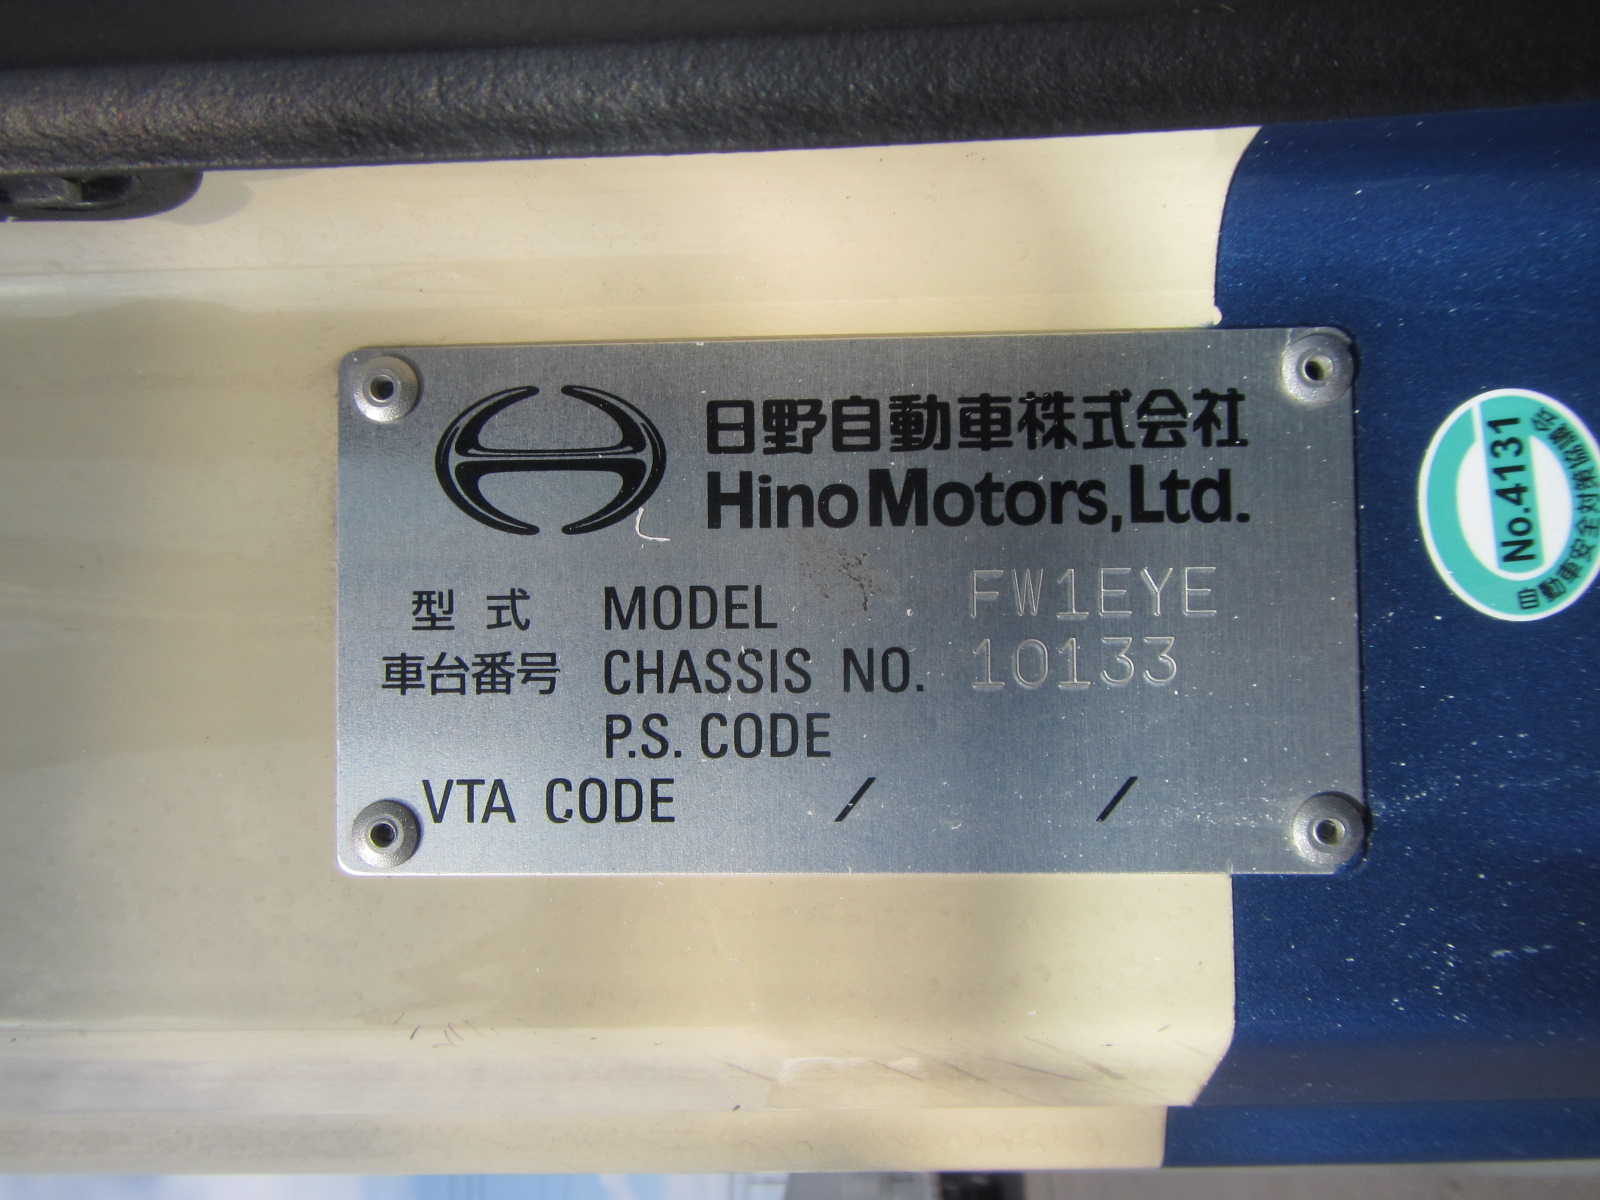 日野自動車株式会社
Hino Motors, Ltd.
型式 MODEL FW1EYE
車台番号 CHASSIS NO. 10133
P.S. CODE
VTA CODE / /
No.4131
自動車安全対策協議会